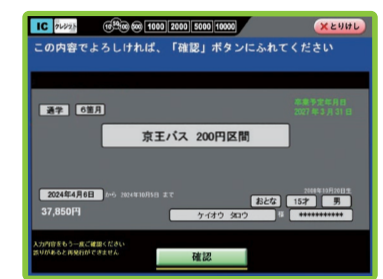 IC クレジット 10 50 100 500 1000 2000 5000 10000 ×とりけし
この内容でよろしければ、「確認」ボタンにふれてください
通学 6箇月
卒業予定年月日
2027年3月31日
京王バス 200円区間
2024年4月6日 から 2024年10月5日 まで
2008年10月20日生
おとな 15才 男
37,850円
ケイオウ タロウ 様 ***********
入力内容をもう一度ご確認ください
誤りがあると再発行ができません
確認